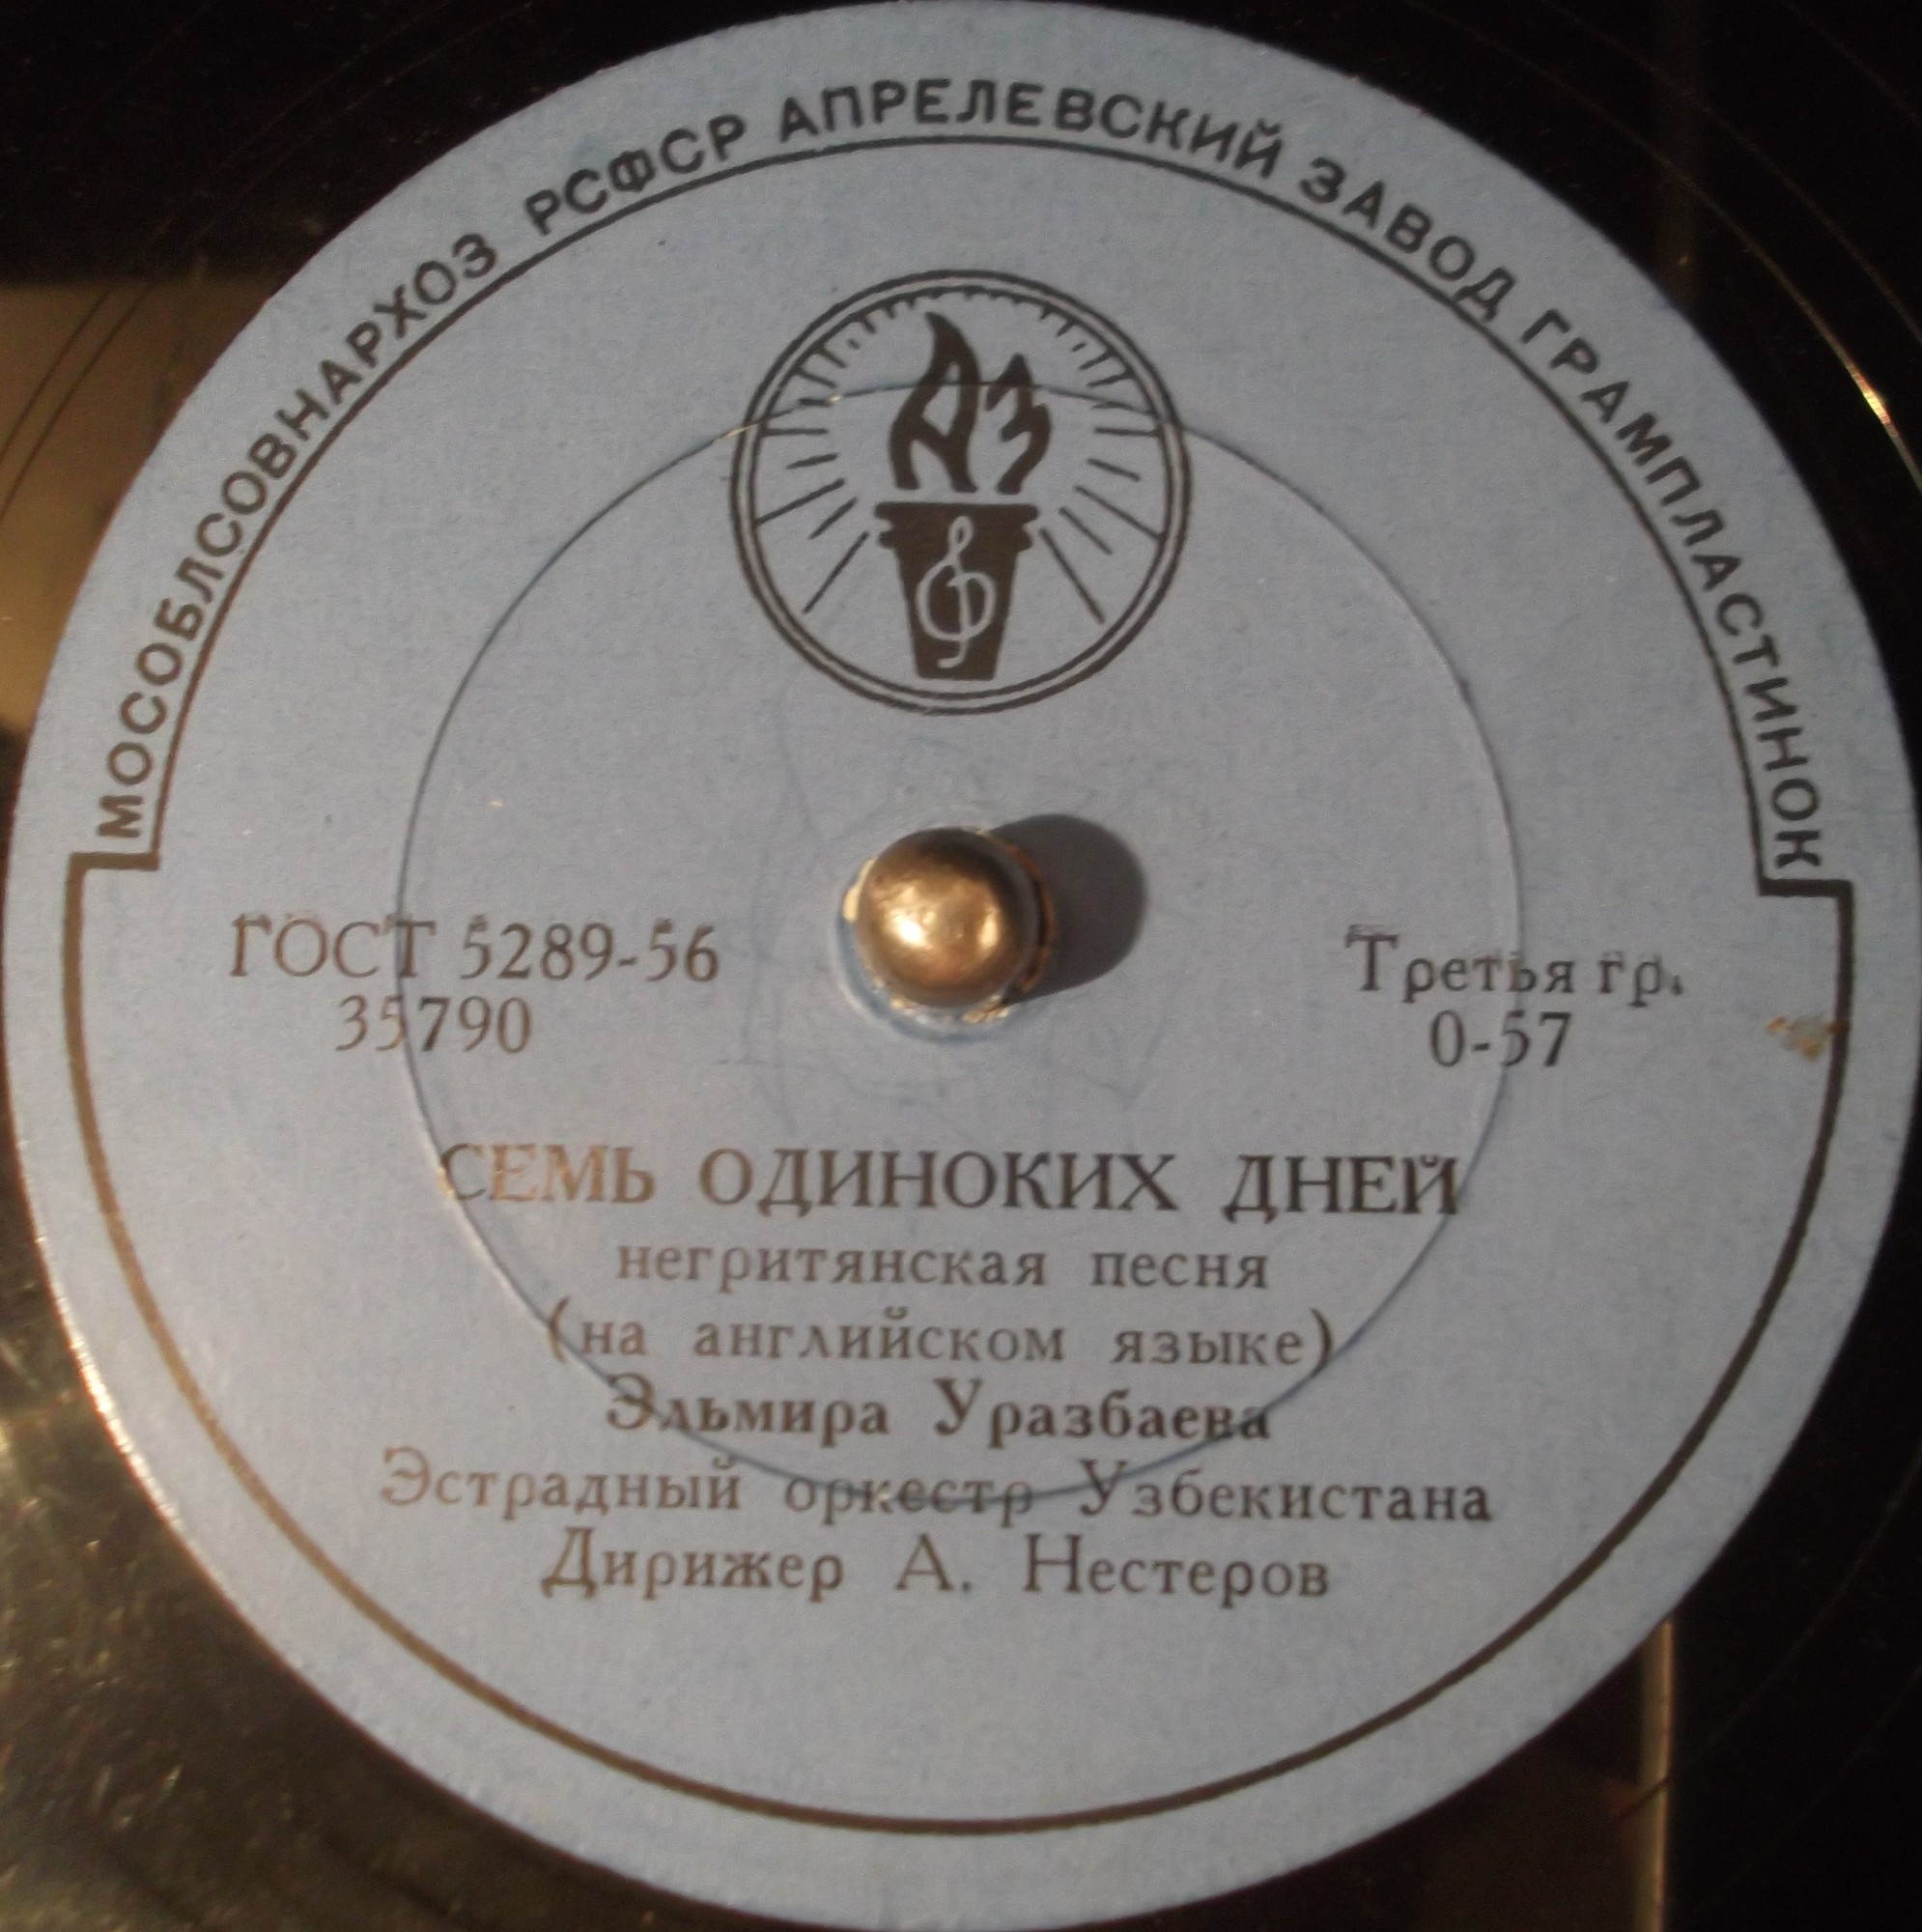 МОСОБЛСОВНАРХОЗ РСФСР АПРЕЛЕВСКИЙ ЗАВОД ГРАМПЛАСТИНОК
АЗ
ГОСТ 5289-56
35790
Третья гр.
0-57
СЕМЬ ОДИНОКИХ ДНЕЙ
негритянская песня
(на английском языке)
Эльмира Уразбаева
Эстрадный оркестр Узбекистана
Дирижер А. Нестеров